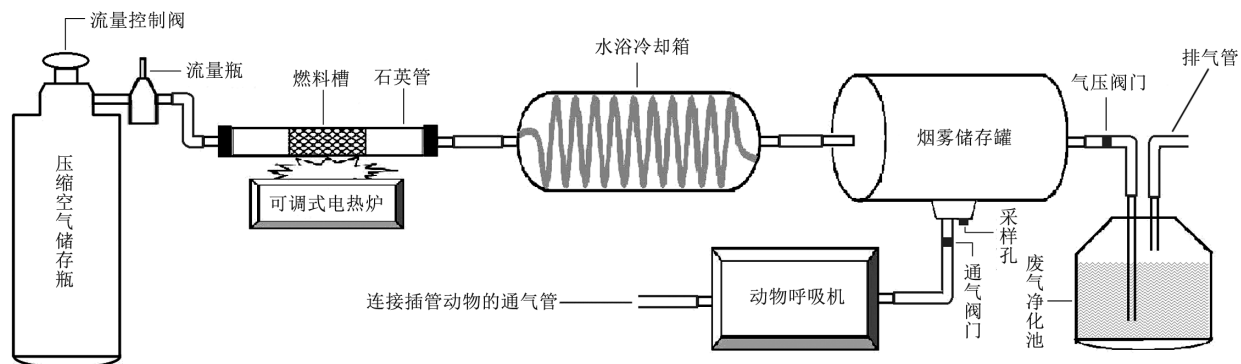 流量控制阀
流量瓶
燃料槽
石英管
水浴冷却箱
排气管
气压阀门
烟雾储存罐
压缩空气储存瓶
可调式电热炉
采样孔
通气阀门
连接插管动物的通气管
动物呼吸机
废气净化池